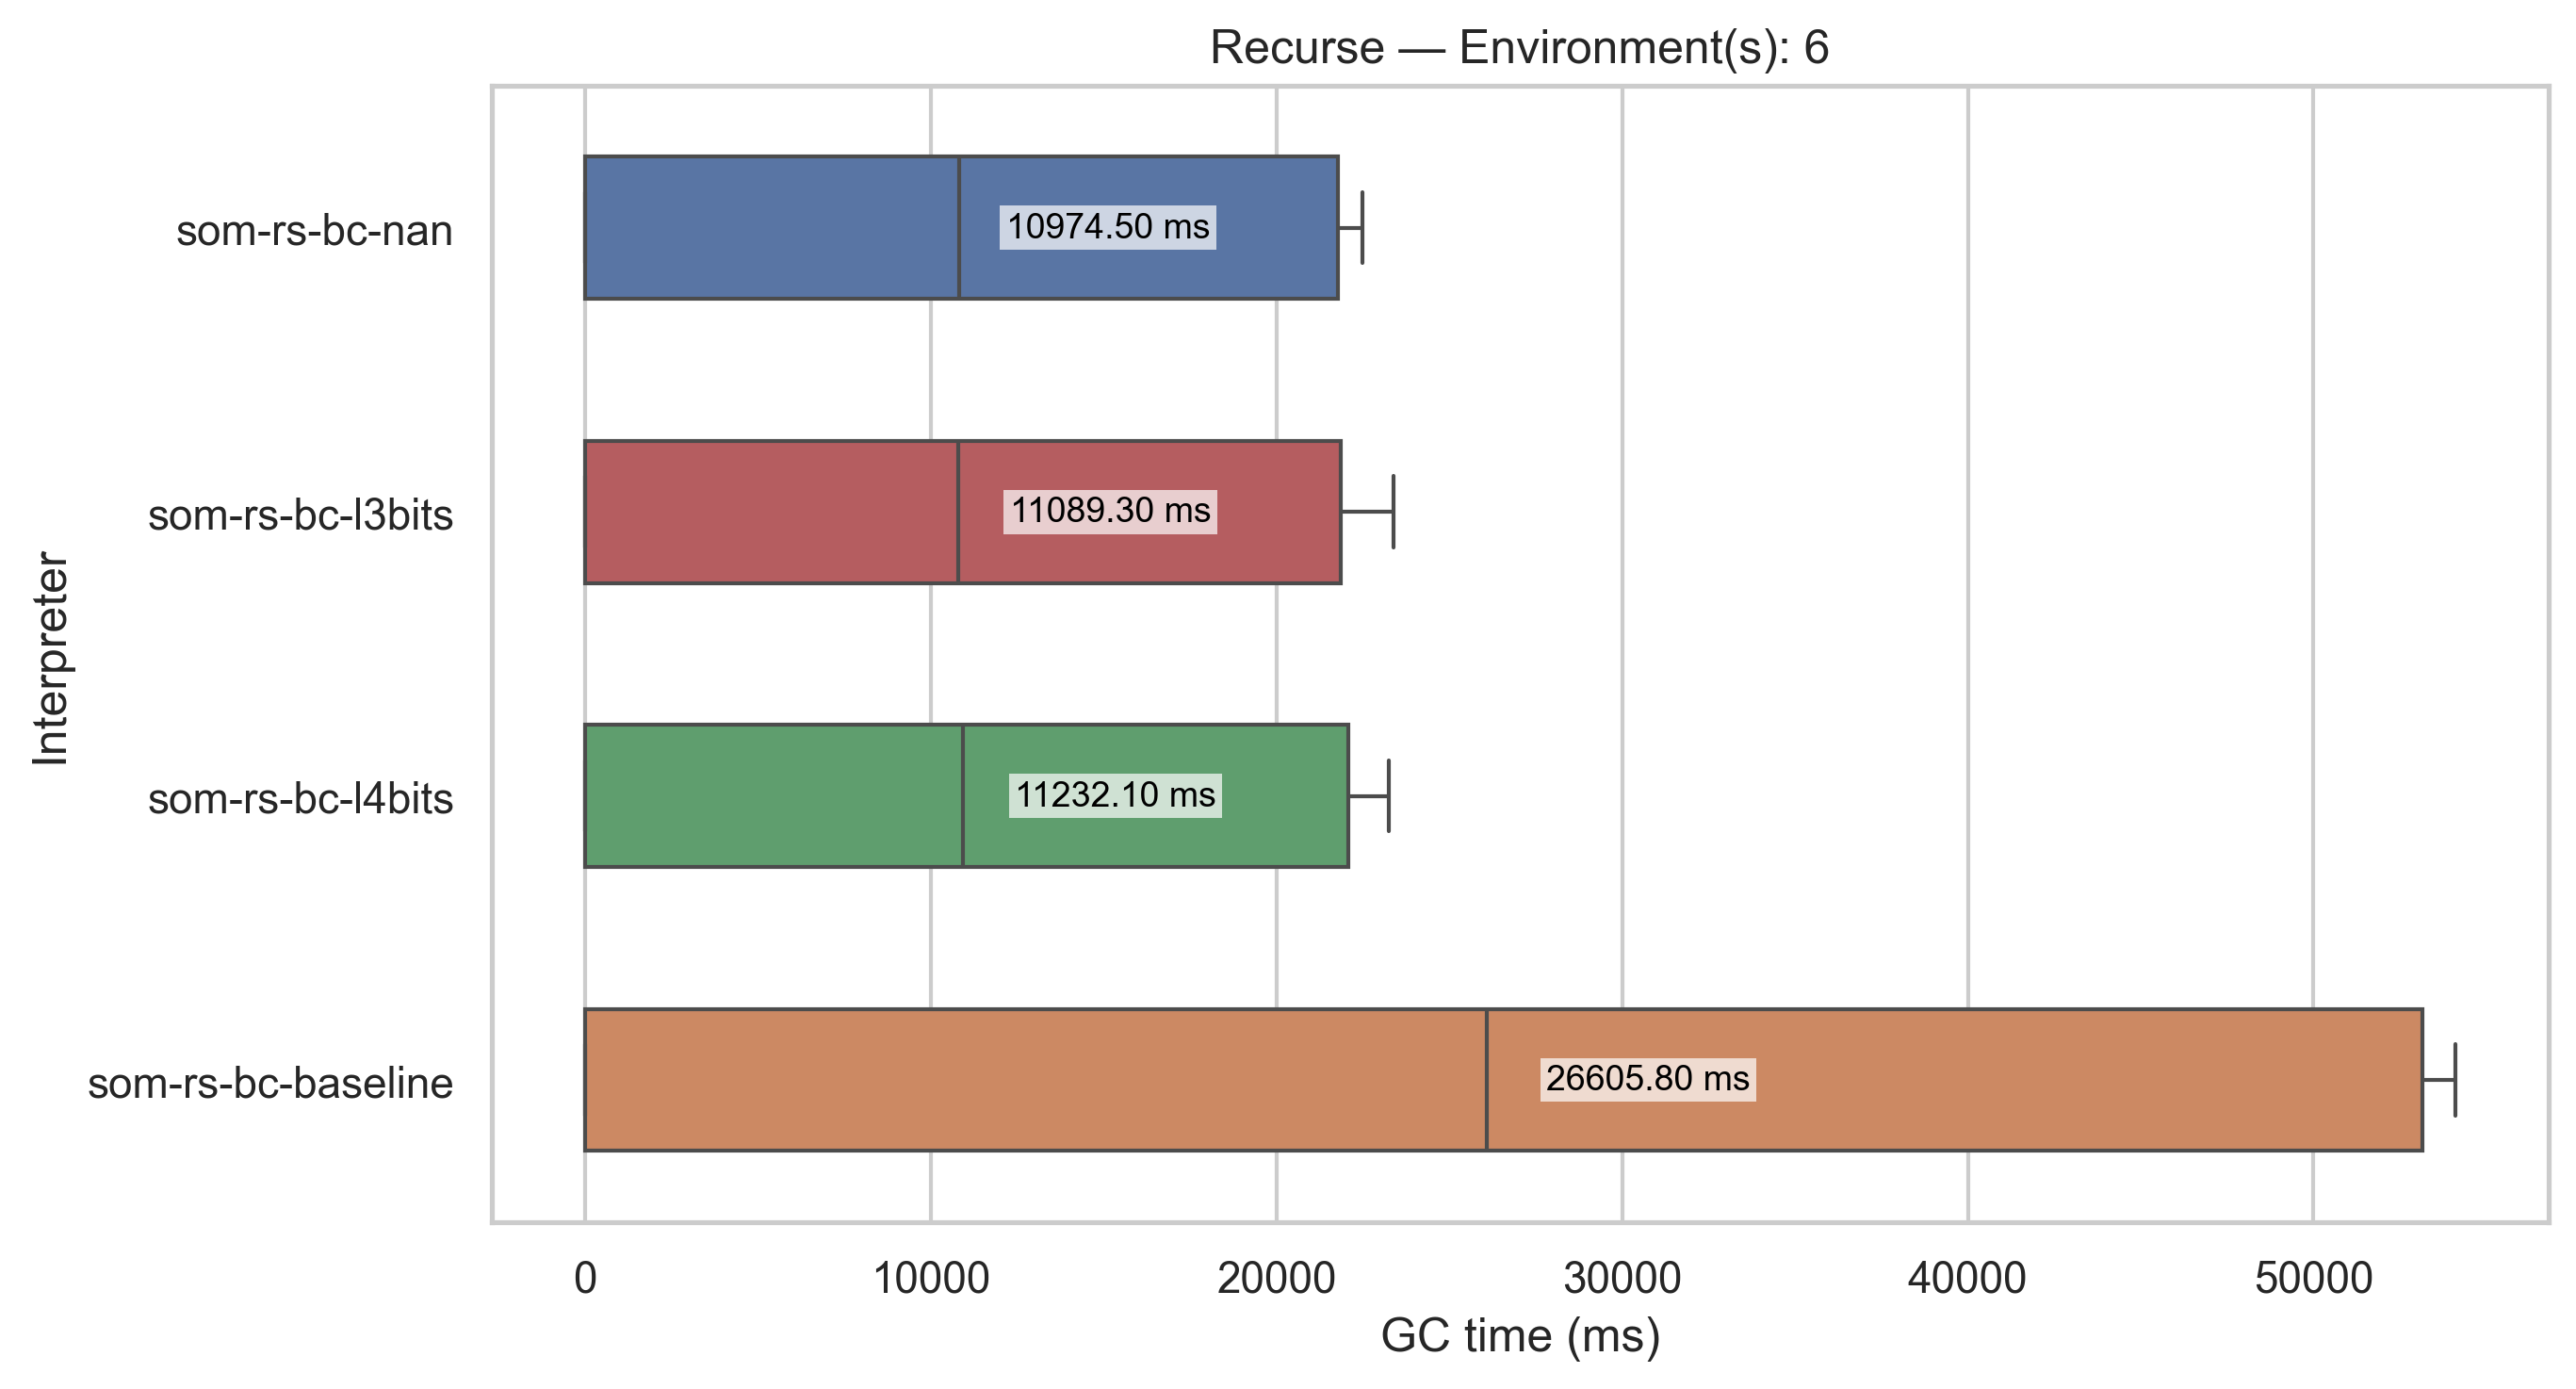 Recurse — Environment(s): 6
som-rs-bc-nan
10974.50 ms
som-rs-bc-l3bits
11089.30 ms
som-rs-bc-l4bits
11232.10 ms
som-rs-bc-baseline
26605.80 ms
Interpreter
0 10000 20000 30000 40000 50000
GC time (ms)